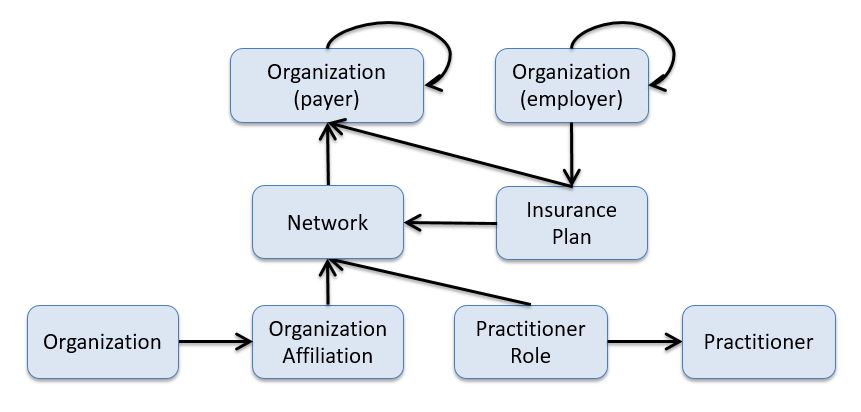 Organization
(payer)
Organization
(employer)
Network
Insurance
Plan
Organization
Organization
Affiliation
Practitioner
Role
Practitioner